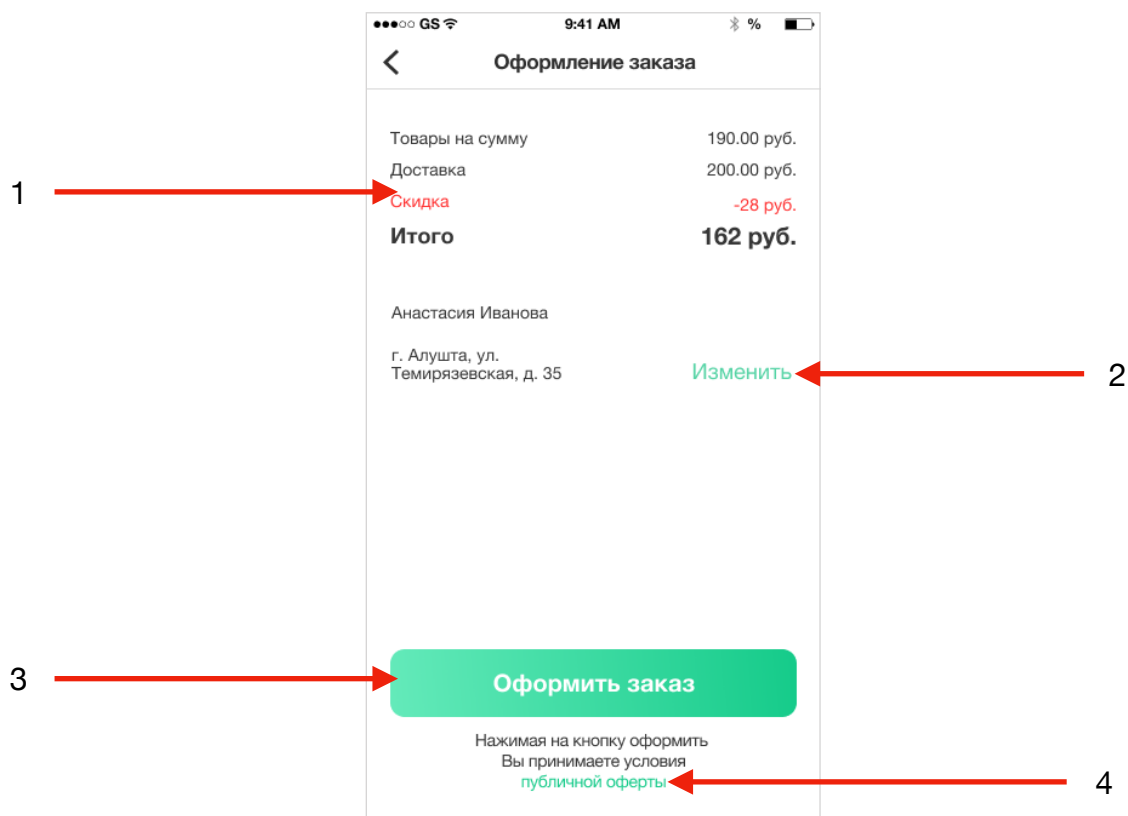 GS 9:41 AM %
Оформление заказа
Товары на сумму 190.00 руб.
Доставка 200.00 руб.
1
Скидка -28 руб.
Итого 162 руб.
Анастасия Иванова
г. Алушта, ул.
Темирязевская, д. 35
Изменить
2
3
Оформить заказ
Нажимая на кнопку оформить
Вы принимаете условия
публичной оферты
4